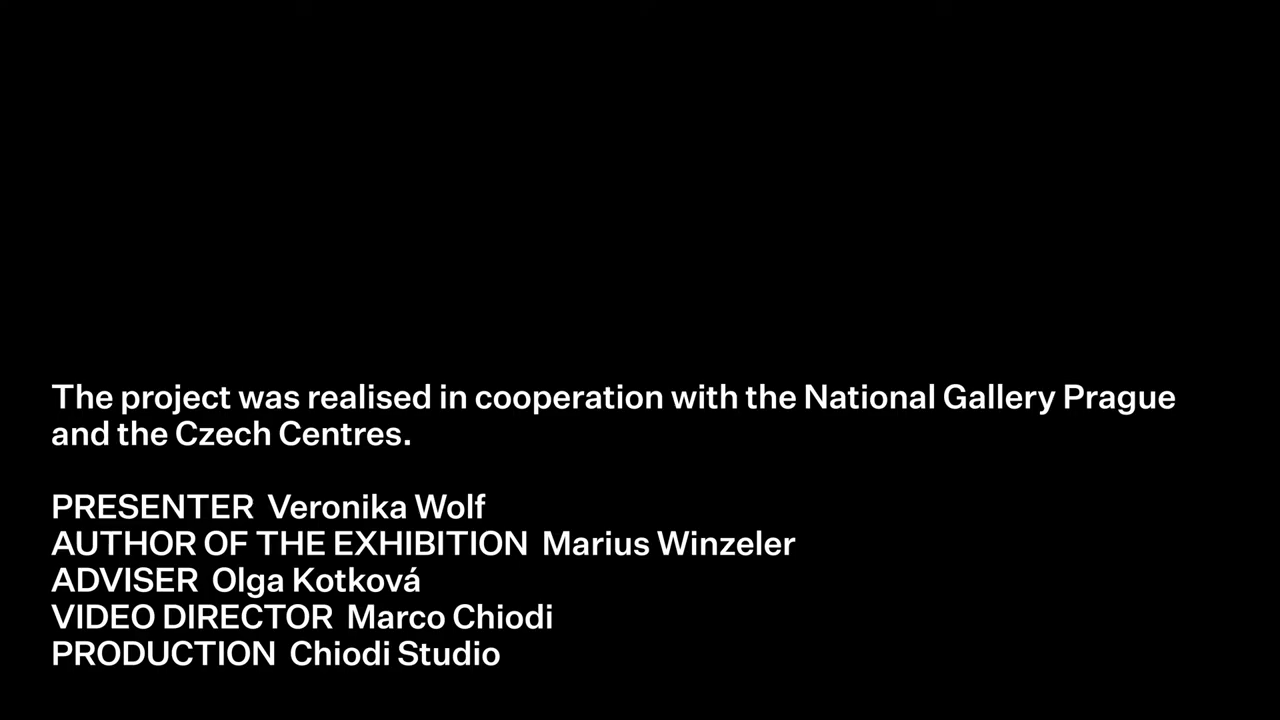 The project was realised in cooperation with the National Gallery Prague
and the Czech Centres.
PRESENTER Veronika Wolf
AUTHOR OF THE EXHIBITION Marius Winzeler
ADVISER Olga Kotková
VIDEO DIRECTOR Marco Chiodi
PRODUCTION Chiodi Studio